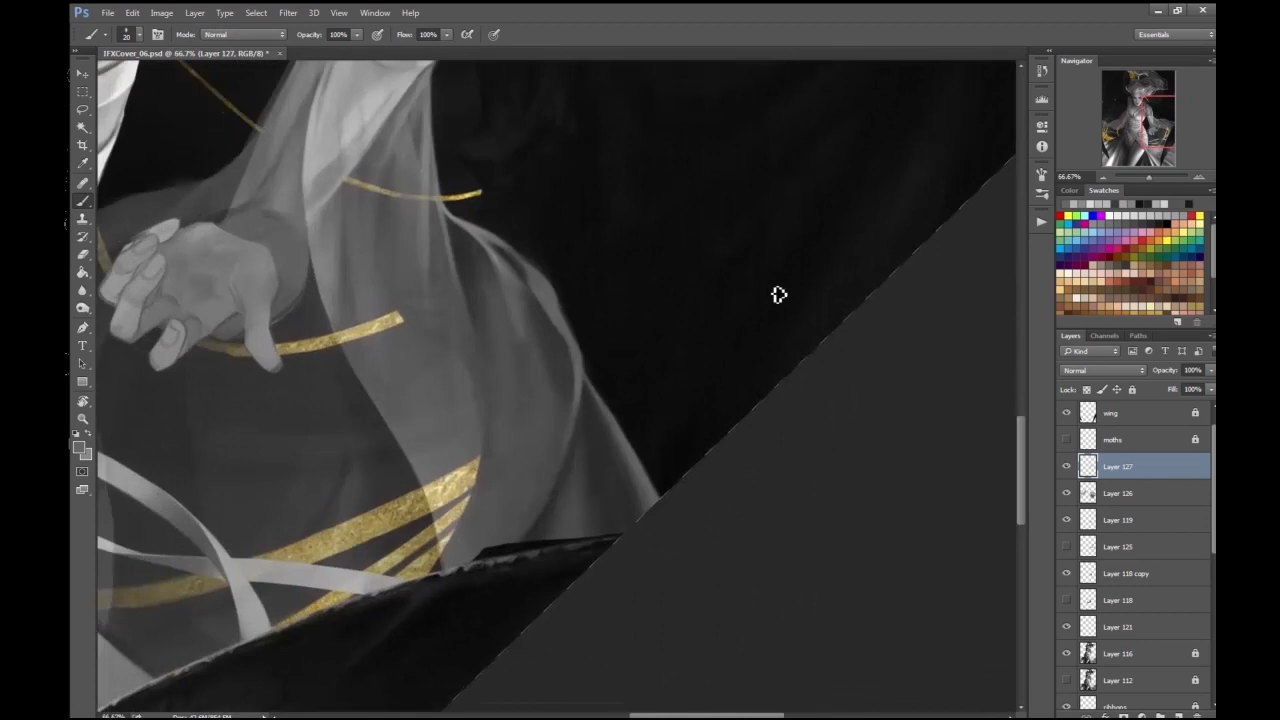 Ps File Edit Image Layer Type Select Filter 3D View Window Help
20 Mode: Normal Opacity: 100% Flow: 100% Essentials
IFXCover_06.psd @ 66.7% (Layer 127, RGB/8) * ×
Navigator
66.67%
Color Swatches
Layers Channels Paths
Kind
Normal Opacity: 100%
Lock: Fill: 100%
wing
moths
Layer 127
Layer 126
Layer 119
Layer 125
Layer 118 copy
Layer 118
Layer 121
Layer 116
Layer 112
ribbons